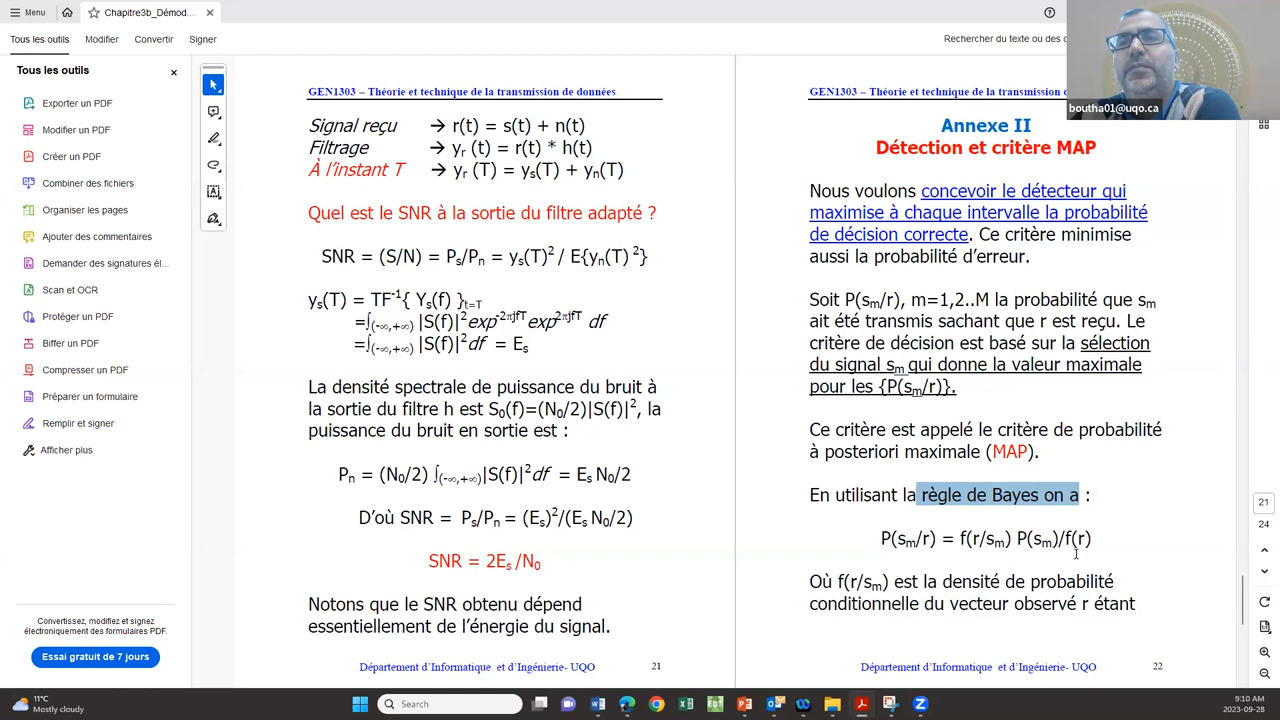 Menu
Chapitre3b_Démod...
Tous les outils
Modifier
Convertir
Signer
Rechercher du texte ou des
Tous les outils
Exporter un PDF
Modifier un PDF
Créer un PDF
Combiner des fichiers
Organiser les pages
Ajouter des commentaires
Demander des signatures él...
Scan et OCR
Protéger un PDF
Biffer un PDF
Compresser un PDF
Préparer un formulaire
Remplir et signer
Afficher plus
Convertissez, modifiez et signez
électroniquement des formulaires PDF.
Essai gratuit de 7 jours
GEN1303 – Théorie et technique de la transmission de données
Signal reçu → r(t) = s(t) + n(t)
Filtrage → yr (t) = r(t) * h(t)
À l'instant T → yr (T) = ys(T) + yn(T)
Quel est le SNR à la sortie du filtre adapté ?
SNR = (S/N) = Ps/Pn = ys(T)2 / E{yn(T) 2}
ys(T) = TF-1{ Ys(f) }t=T
=∫(-∞,+∞) |S(f)|2exp-2πjfTexp2πjfT df
=∫(-∞,+∞) |S(f)|2df = Es
La densité spectrale de puissance du bruit à
la sortie du filtre h est S0(f)=(N0/2)|S(f)|2, la
puissance du bruit en sortie est :
Pn = (N0/2) ∫(-∞,+∞)|S(f)|2df = Es N0/2
D'où SNR = Ps/Pn = (Es)2/(Es N0/2)
SNR = 2Es /N0
Notons que le SNR obtenu dépend
essentiellement de l'énergie du signal.
Département d'Informatique et d'Ingénierie- UQO
21
GEN1303 – Théorie et technique de la transmission d
Annexe II
Détection et critère MAP
Nous voulons concevoir le détecteur qui
maximise à chaque intervalle la probabilité
de décision correcte. Ce critère minimise
aussi la probabilité d'erreur.
Soit P(sm/r), m=1,2..M la probabilité que sm
ait été transmis sachant que r est reçu. Le
critère de décision est basé sur la sélection
du signal sm qui donne la valeur maximale
pour les {P(sm/r)}.
Ce critère est appelé le critère de probabilité
à posteriori maximale (MAP).
En utilisant la règle de Bayes on a :
P(sm/r) = f(r/sm) P(sm)/f(r)
Où f(r/sm) est la densité de probabilité
conditionnelle du vecteur observé r étant
Département d'Informatique et d'Ingénierie- UQO
22
boutha01@uqo.ca
21
24
11°C
Mostly cloudy
Search
9:10 AM
2023-09-28